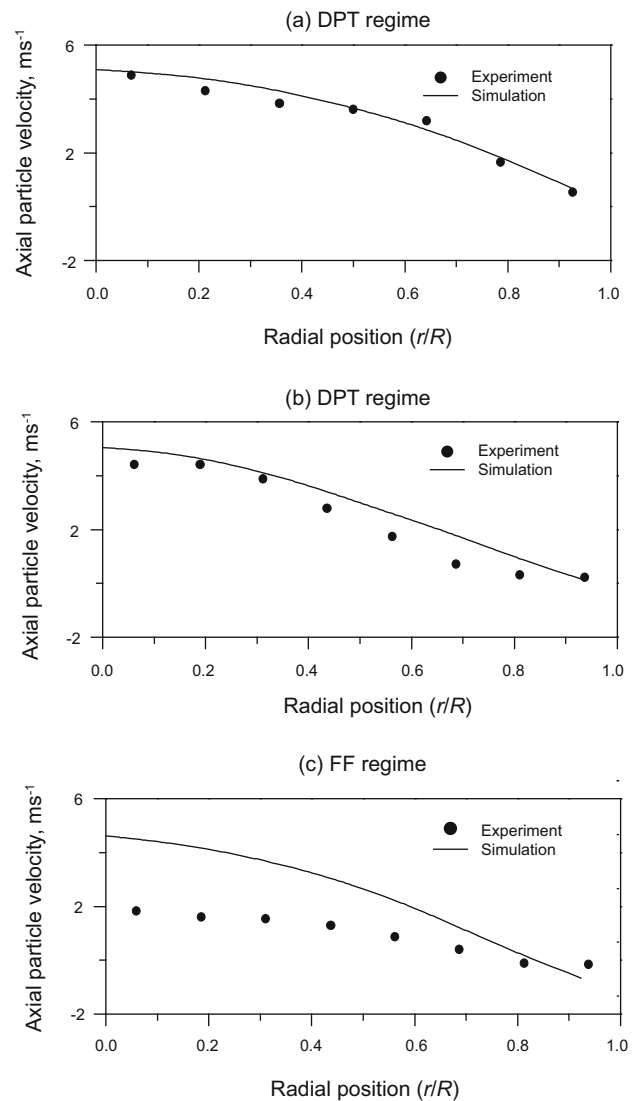 (a) DPT regime
Axial particle velocity, ms-1
6
2
-2
Experiment
Simulation
0.0 0.2 0.4 0.6 0.8 1.0
Radial position (r/R)
(b) DPT regime
Axial particle velocity, ms-1
6
2
-2
Experiment
Simulation
0.0 0.2 0.4 0.6 0.8 1.0
Radial position (r/R)
(c) FF regime
Axial particle velocity, ms-1
6
2
-2
Experiment
Simulation
0.0 0.2 0.4 0.6 0.8 1.0
Radial position (r/R)